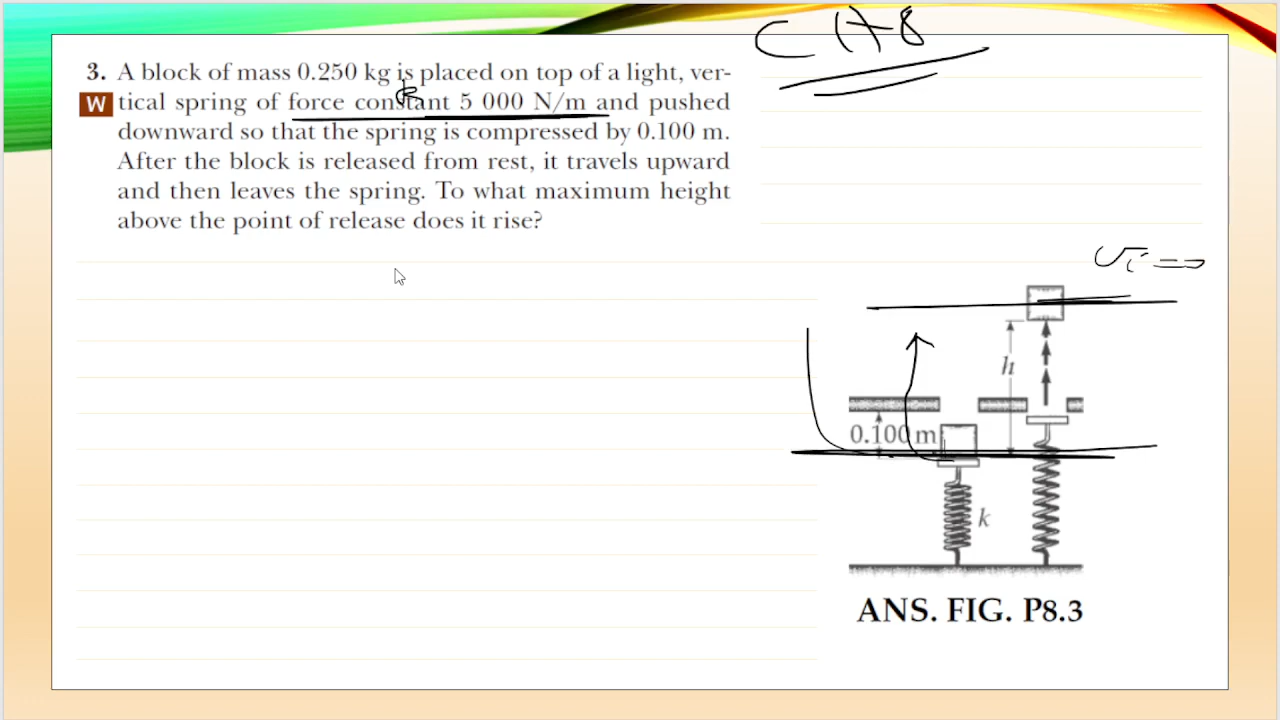 CH8
3. A block of mass 0.250 kg is placed on top of a light, ver-
W tical spring of force constant 5 000 N/m and pushed
k
downward so that the spring is compressed by 0.100 m.
After the block is released from rest, it travels upward
and then leaves the spring. To what maximum height
above the point of release does it rise?
h
0.100 m
k
ANS. FIG. P8.3